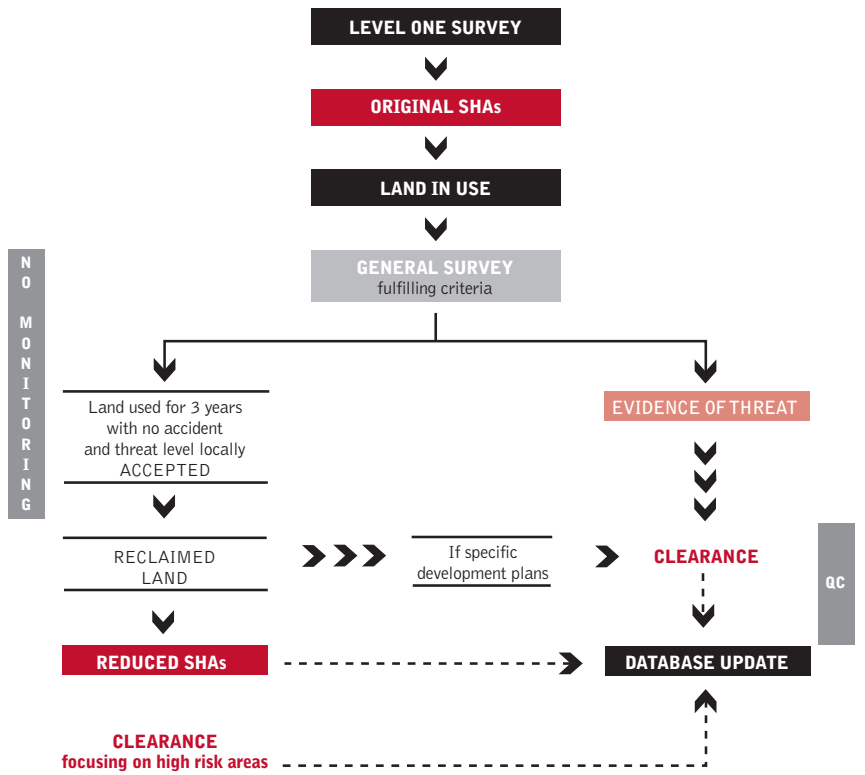 LEVEL ONE SURVEY
ORIGINAL SHAs
LAND IN USE
GENERAL SURVEY
fulfilling criteria
NO MONITORING
Land used for 3 years
with no accident
and threat level locally
ACCEPTED
EVIDENCE OF THREAT
RECLAIMED
LAND
If specific
development plans
CLEARANCE
QC
REDUCED SHAs
DATABASE UPDATE
CLEARANCE
focusing on high risk areas